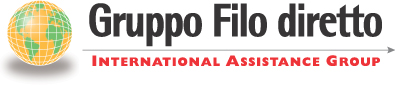 Gruppo Filo diretto
INTERNATIONAL ASSISTANCE GROUP